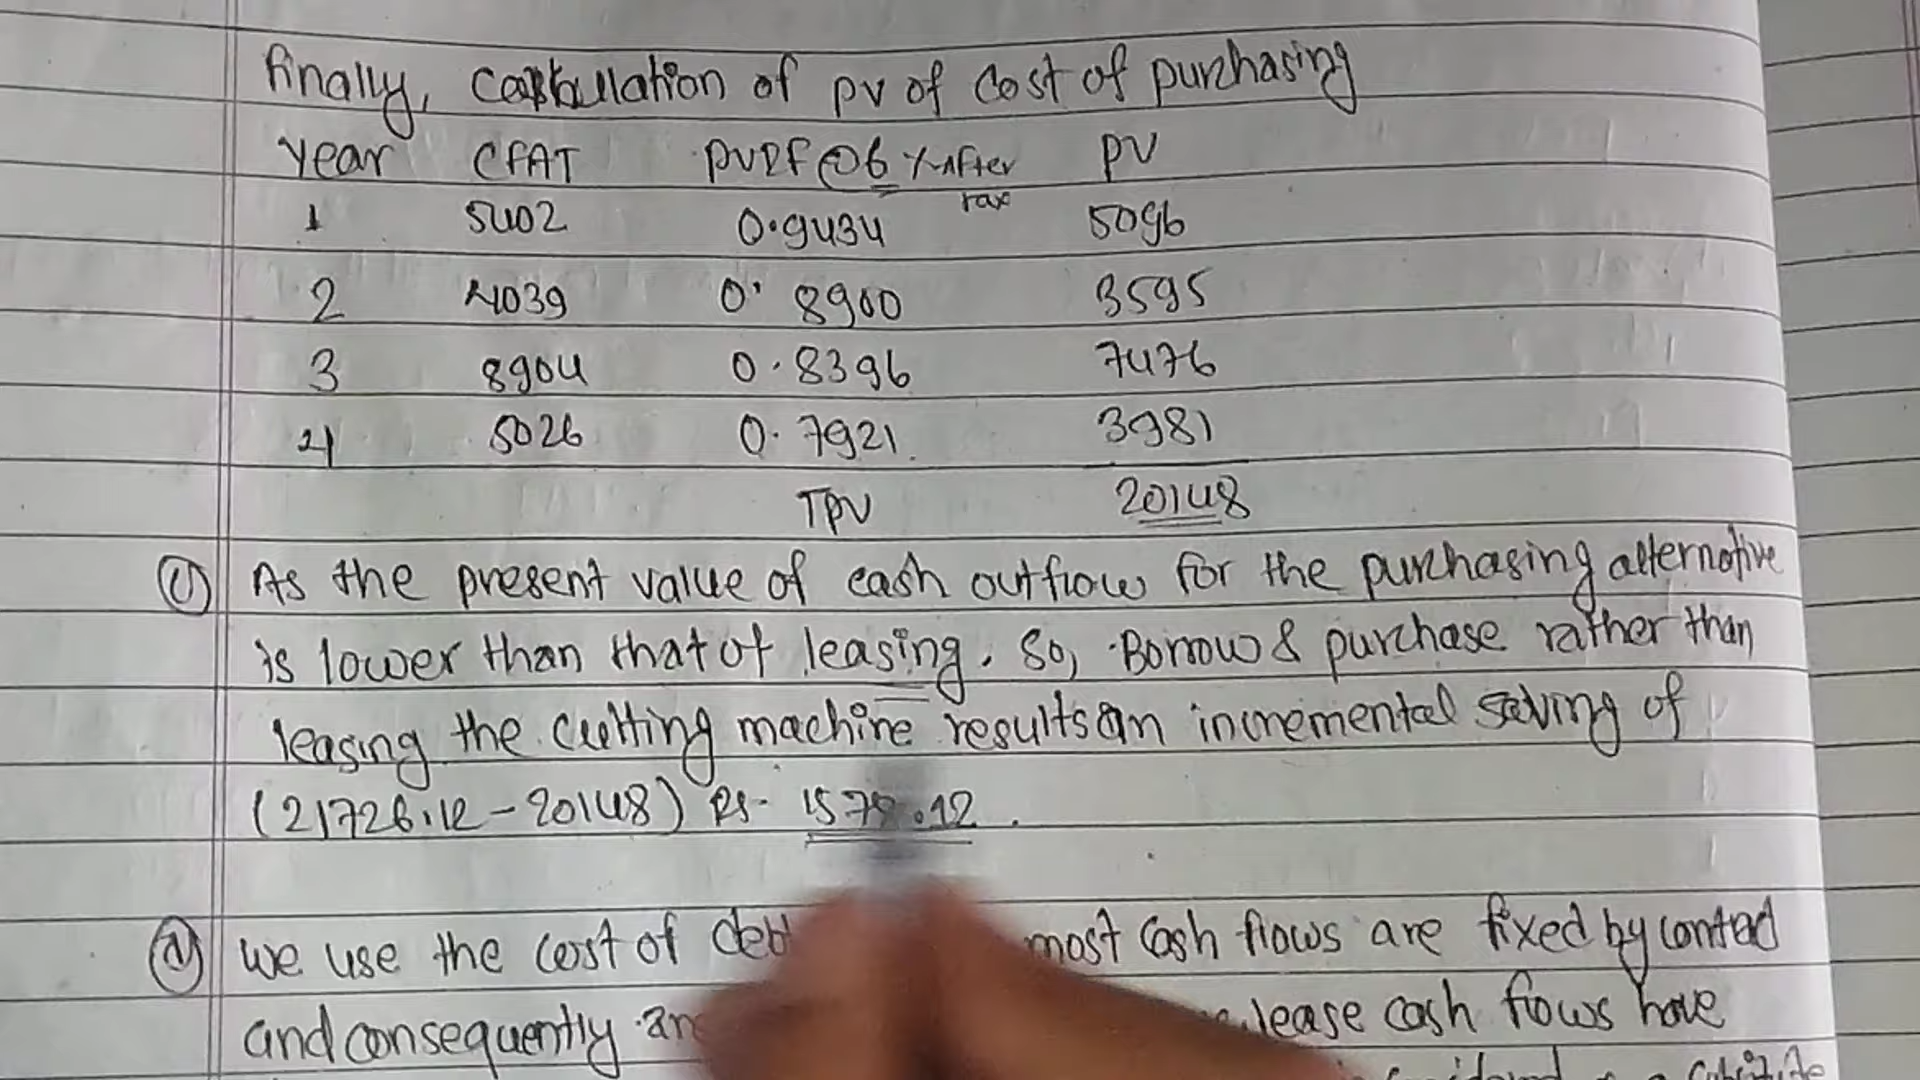 finally, Calculation of pv of Cost of purchasing
Year CFAT PVIF@6%After tax PV
1 5402 0.9434 5096
2 4039 0.8900 3595
3 8904 0.8396 7476
4 5026 0.7921 3981
TPV 20148
As the present value of cash outflow for the purchasing alternative
is lower than that of leasing. So, Borrow & purchase rather than
leasing the cutting machine results an incremental saving of
(21726.12-20148) Rs- 1578.12.
we use the cost of most cash flows are fixed by
and consequently lease cash flows have